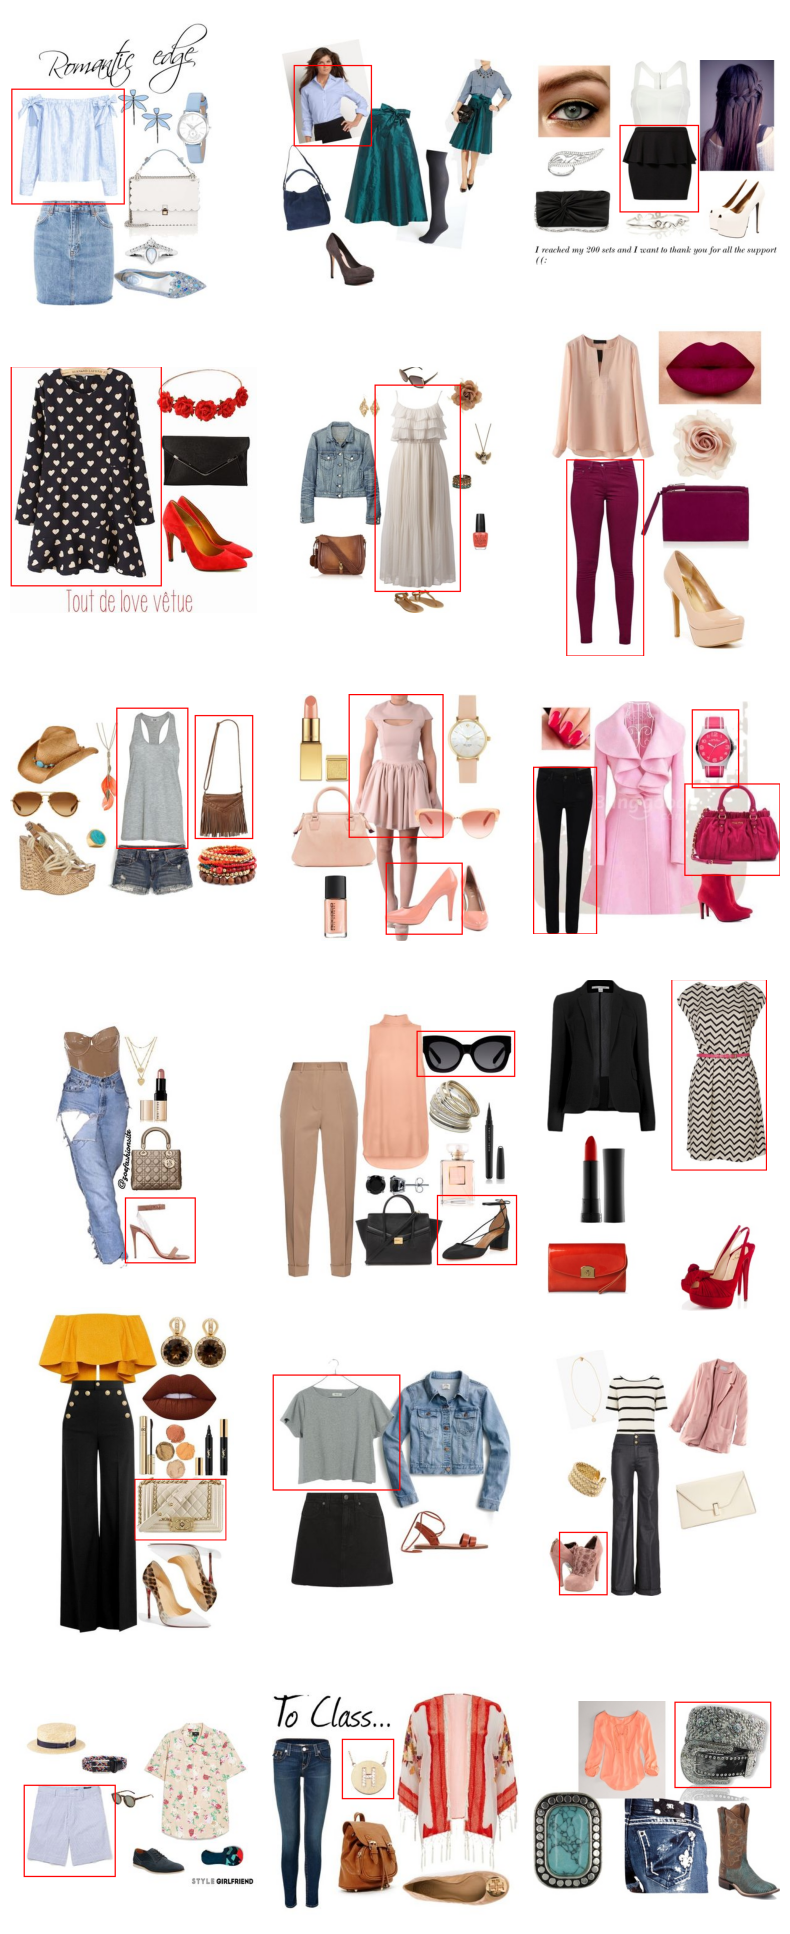 Romantic edge
I reached my 200 sets and I want to thank you for all the support
((:
Tout de love vêtue
@zoefashionsite
To Class...
H
STYLE GIRLFRIEND